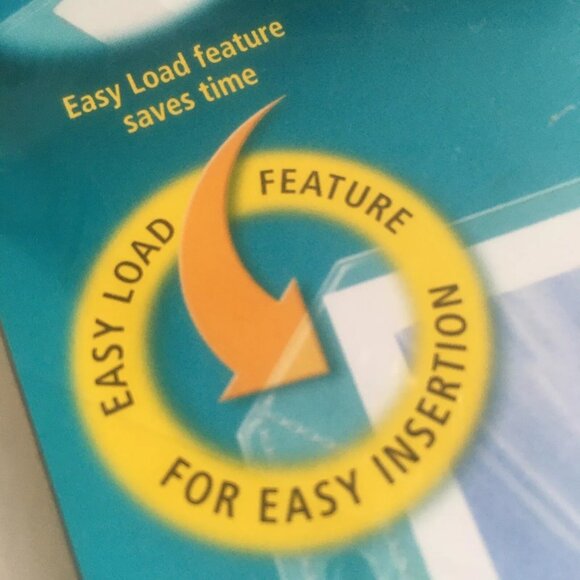 Easy Load feature
saves time
EASY LOAD FEATURE
FOR EASY INSERTION